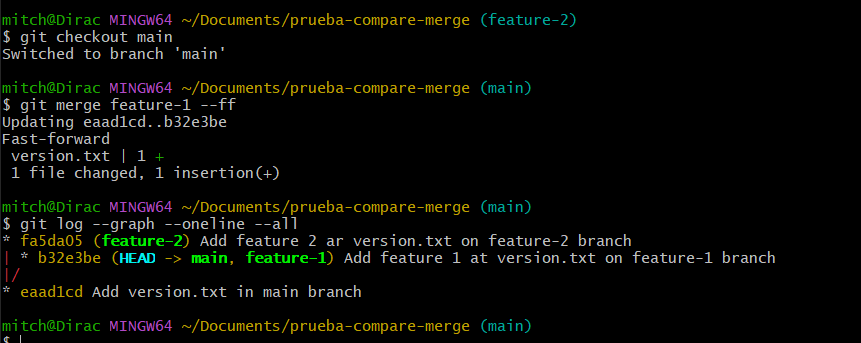 mitch@Dirac MINGW64 ~/Documents/prueba-compare-merge (feature-2)
$ git checkout main
Switched to branch 'main'

mitch@Dirac MINGW64 ~/Documents/prueba-compare-merge (main)
$ git merge feature-1 --ff
Updating eaad1cd..b32e3be
Fast-forward
 version.txt | 1 +
 1 file changed, 1 insertion(+)

mitch@Dirac MINGW64 ~/Documents/prueba-compare-merge (main)
$ git log --graph --oneline --all
* fa5da05 (feature-2) Add feature 2 ar version.txt on feature-2 branch
| * b32e3be (HEAD -> main, feature-1) Add feature 1 at version.txt on feature-1 branch
|/
* eaad1cd Add version.txt in main branch

mitch@Dirac MINGW64 ~/Documents/prueba-compare-merge (main)
$